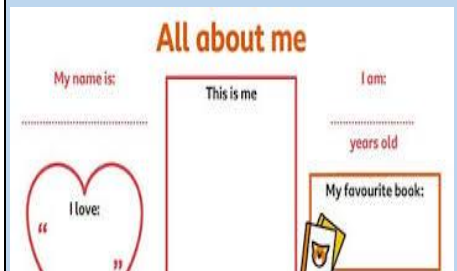 All about me
My name is:
This is me
I am:
years old
I love:
My favourite book:
“
”